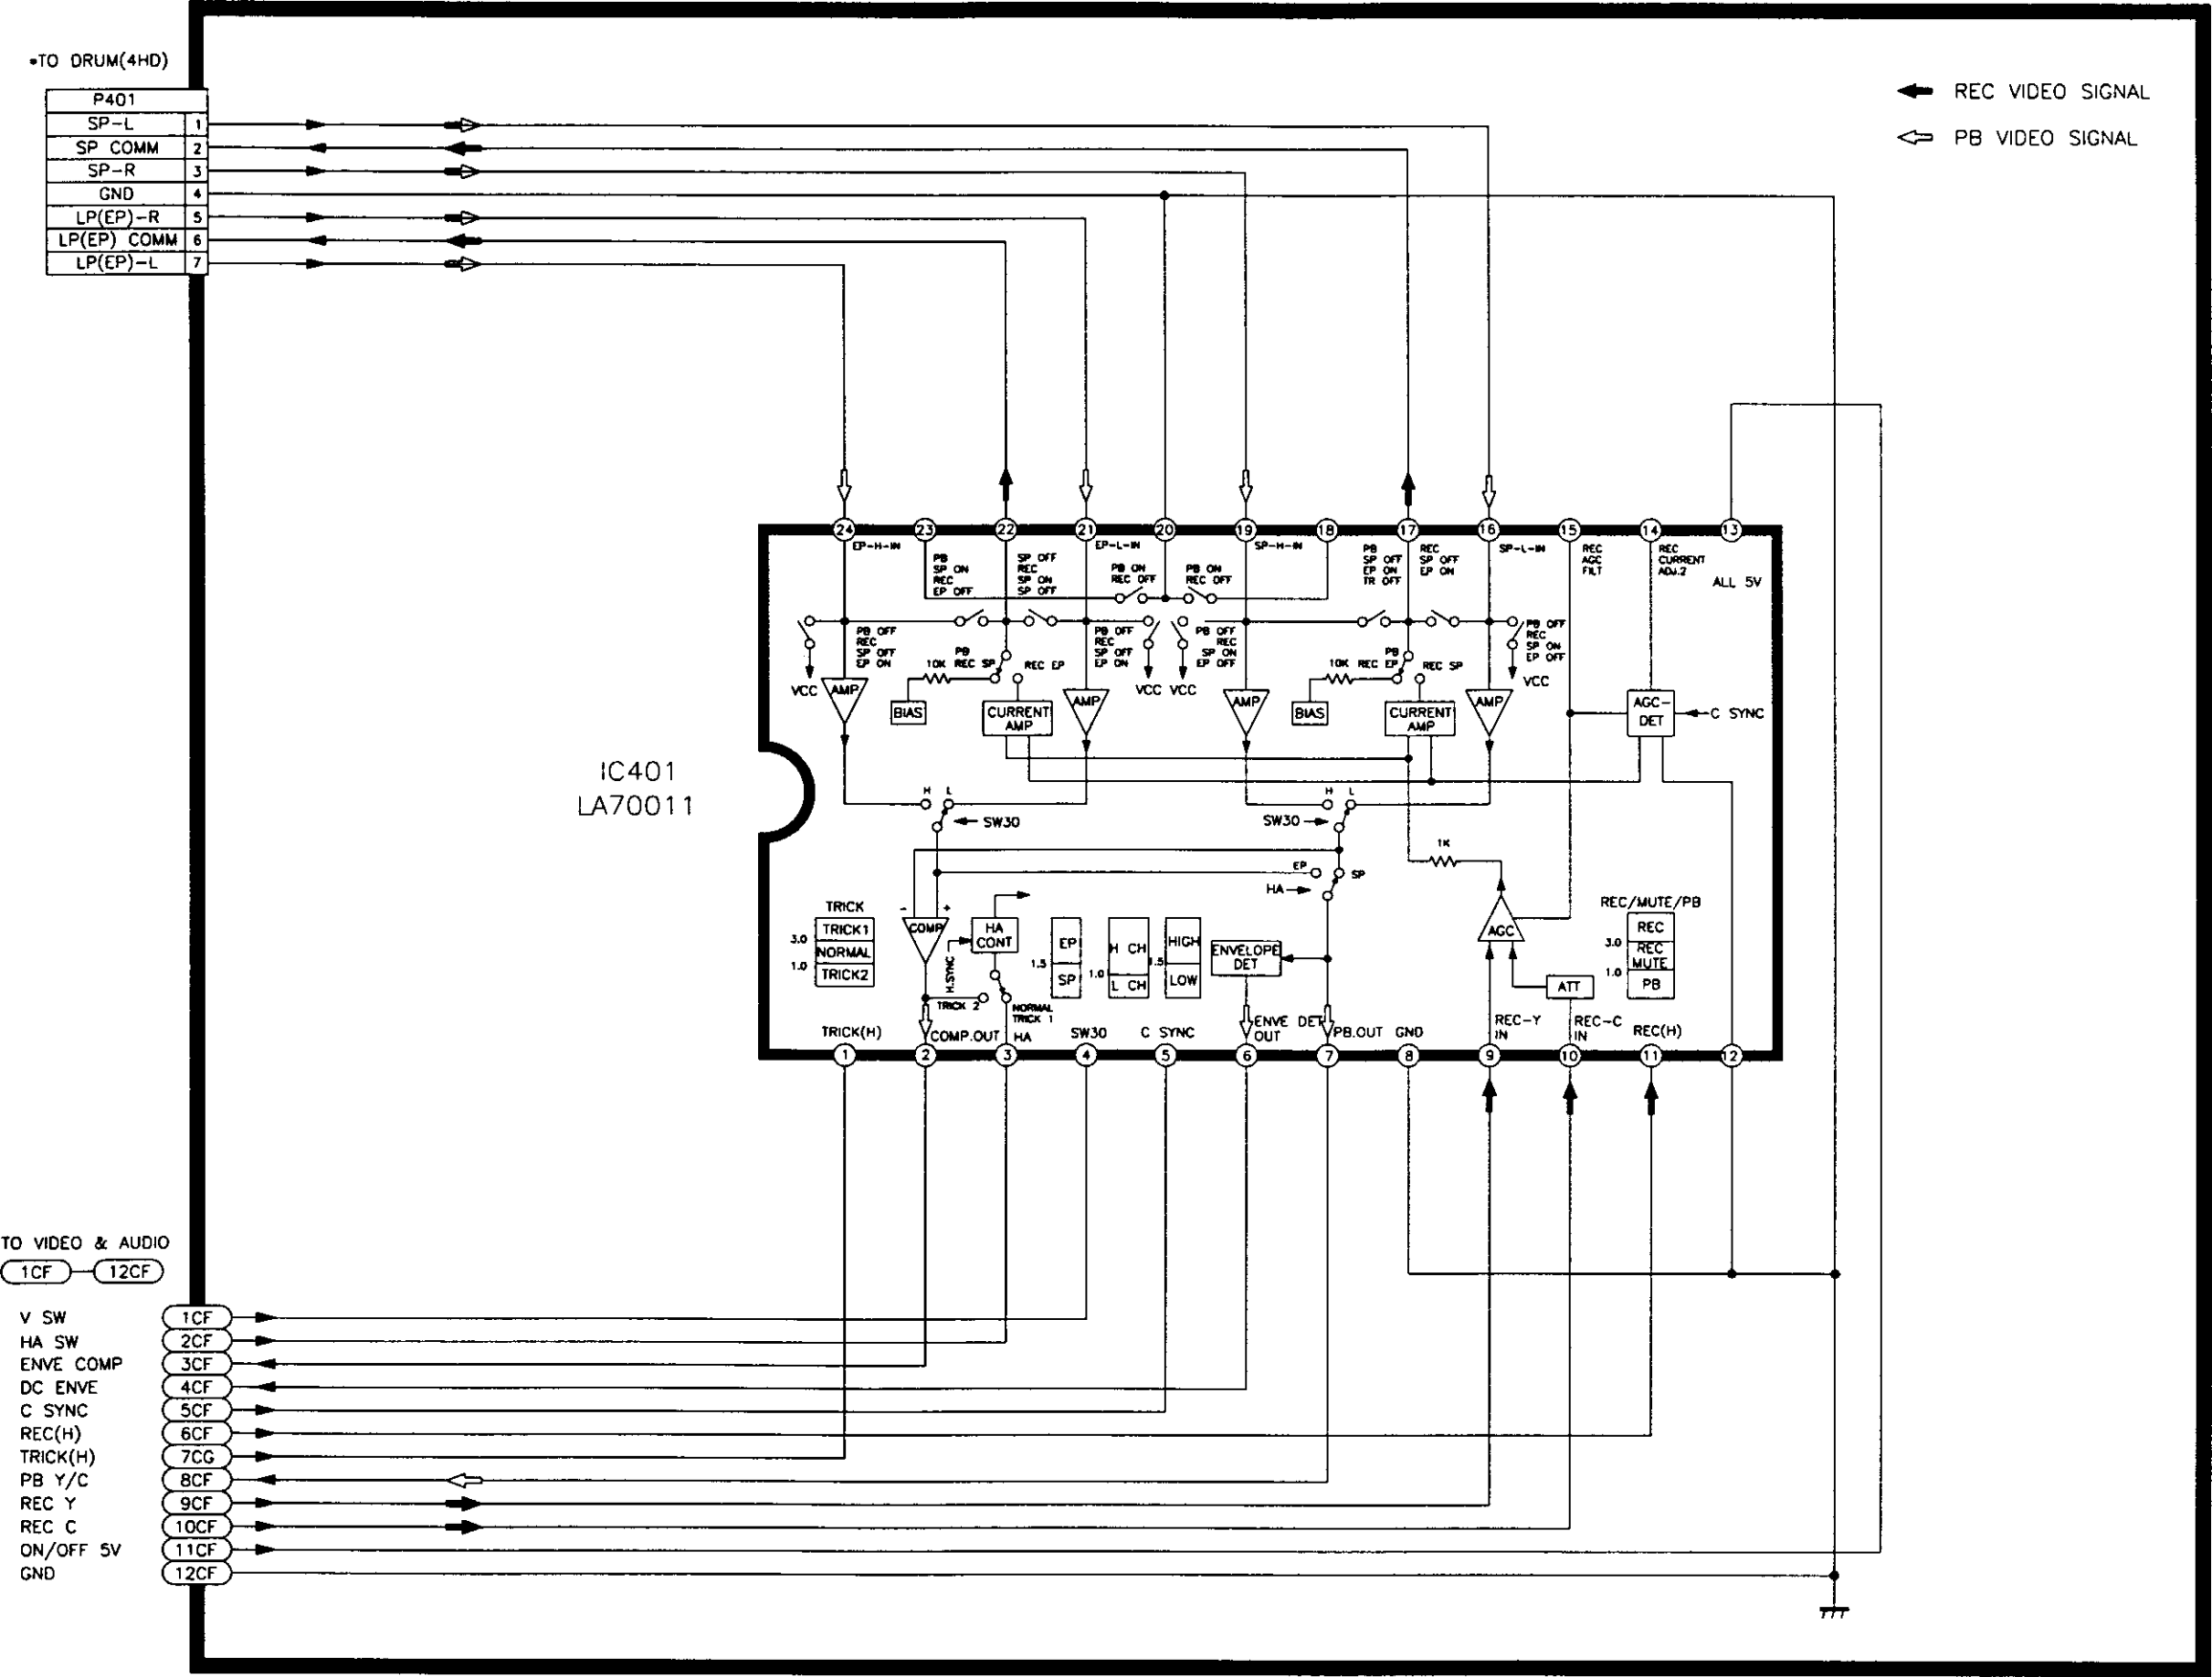 *TO DRUM(4HD)
P401
SP-L 1
SP COMM 2
SP-R 3
GND 4
LP(EP)-R 5
LP(EP) COMM 6
LP(EP)-L 7
REC VIDEO SIGNAL
PB VIDEO SIGNAL
IC401
LA70011
24 23 22 21 20 19 18 17 16 15 14 13
EP-H-IN
PB
SP ON
REC
EP OFF
SP OFF
REC
SP ON
SP OFF
EP-L-IN
PB ON
REC OFF
PB ON
REC OFF
SP-H-IN
PB
SP OFF
EP ON
TR OFF
REC
SP OFF
EP ON
SP-L-IN
REC
AGC
FILT
REC
CURRENT
ADJ.2
ALL 5V
PB OFF
REC
SP OFF
EP ON
PB OFF
REC
SP OFF
EP ON
PB OFF
REC
SP ON
EP OFF
PB OFF
REC
SP ON
EP OFF
VCC
AMP
BIAS
10K
PB
REC SP
REC EP
CURRENT
AMP
AMP
VCC
VCC
AMP
BIAS
10K
PB
REC EP
REC SP
CURRENT
AMP
AMP
VCC
AGC-
DET
C SYNC
H L
SW30
H L
SW30
1K
EP
SP
HA
TRICK
TRICK1
3.0
NORMAL
1.0
TRICK2
- +
COMP
H.SYNC
HA
CONT
TRICK 2
NORMAL
TRICK 1
EP
1.5
SP
H CH
1.0
L CH
HIGH
1.5
LOW
ENVELOPE
DET
AGC
ATT
REC/MUTE/PB
REC
3.0
REC
MUTE
1.0
PB
TRICK(H)
COMP.OUT
HA
SW30
C SYNC
ENVE DET
OUT
PB.OUT
GND
REC-Y
IN
REC-C
IN
REC(H)
1 2 3 4 5 6 7 8 9 10 11 12
TO VIDEO & AUDIO
1CF 12CF
V SW 1CF
HA SW 2CF
ENVE COMP 3CF
DC ENVE 4CF
C SYNC 5CF
REC(H) 6CF
TRICK(H) 7CG
PB Y/C 8CF
REC Y 9CF
REC C 10CF
ON/OFF 5V 11CF
GND 12CF